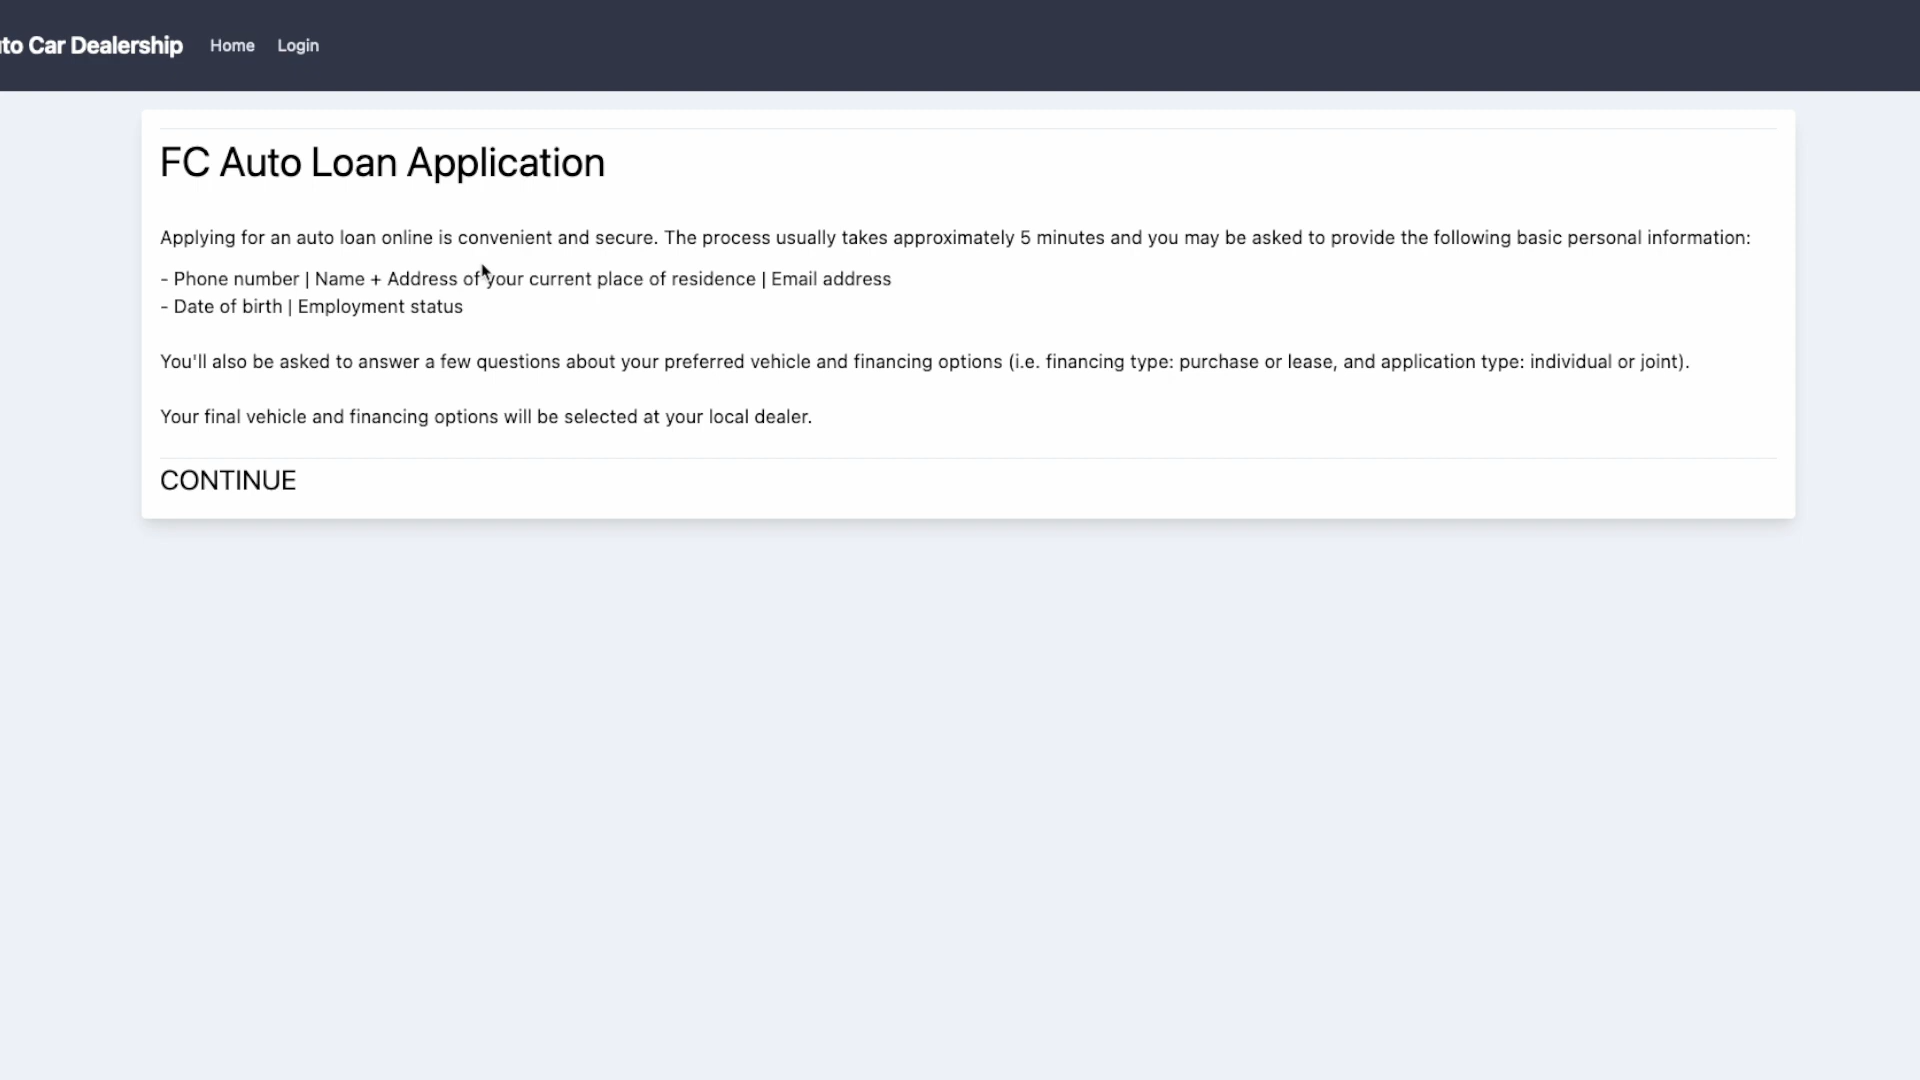 Car Dealership Home Login
FC Auto Loan Application
Applying for an auto loan online is convenient and secure. The process usually takes approximately 5 minutes and you may be asked to provide the following basic personal information:
- Phone number | Name + Address of your current place of residence | Email address
- Date of birth | Employment status
You'll also be asked to answer a few questions about your preferred vehicle and financing options (i.e. financing type: purchase or lease, and application type: individual or joint).
Your final vehicle and financing options will be selected at your local dealer.
CONTINUE